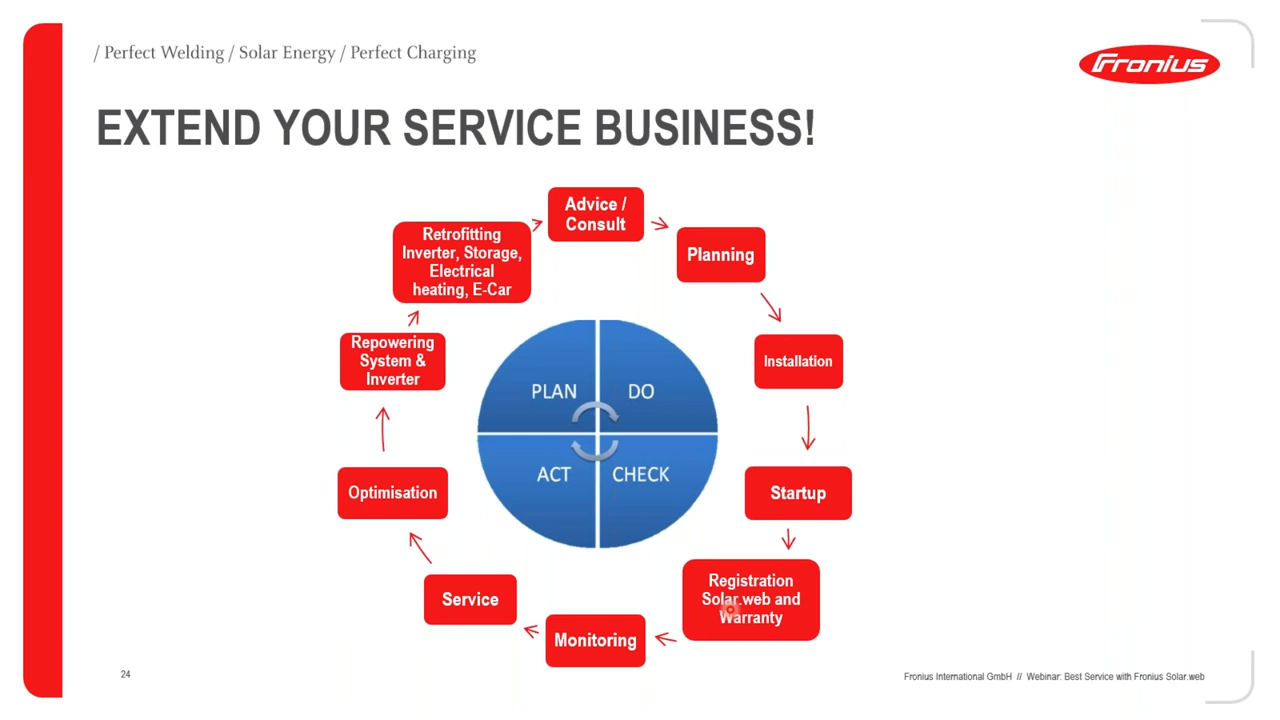 / Perfect Welding / Solar Energy / Perfect Charging
Fronius
EXTEND YOUR SERVICE BUSINESS!
Advice /
Consult
Planning
Installation
Startup
Registration
Solar.web and
Warranty
Monitoring
Service
Optimisation
Repowering
System &
Inverter
Retrofitting
Inverter, Storage,
Electrical
heating, E-Car
PLAN
DO
ACT
CHECK
24
Fronius International GmbH // Webinar: Best Service with Fronius Solar.web